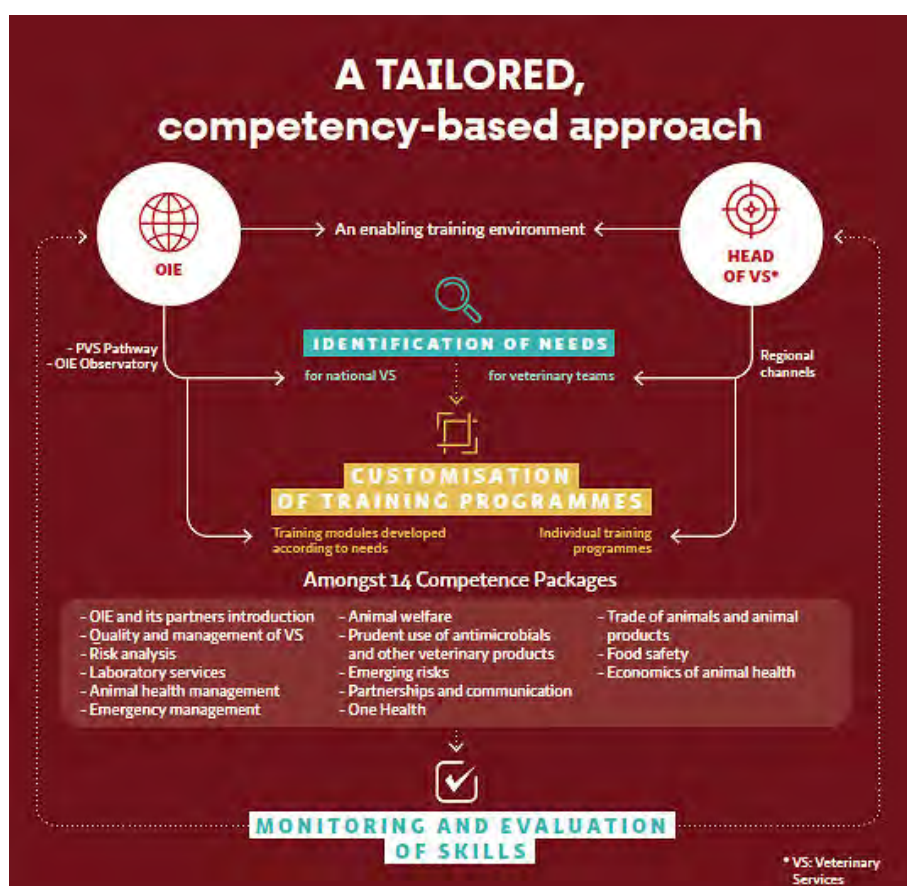 A TAILORED,
competency-based approach
OIE
An enabling training environment
HEAD
OF VS*
IDENTIFICATION OF NEEDS
- PVS Pathway
- OIE Observatory
for national VS
for veterinary teams
Regional
channels
CUSTOMISATION
OF TRAINING PROGRAMMES
Training modules developed
according to needs
Individual training
programmes
Amongst 14 Competence Packages
- OIE and its partners introduction
- Quality and management of VS
- Risk analysis
- Laboratory services
- Animal health management
- Emergency management
- Animal welfare
- Prudent use of antimicrobials
and other veterinary products
- Emerging risks
- Partnerships and communication
- One Health
- Trade of animals and animal
products
- Food safety
- Economics of animal health
MONITORING AND EVALUATION
OF SKILLS
* VS: Veterinary
Services